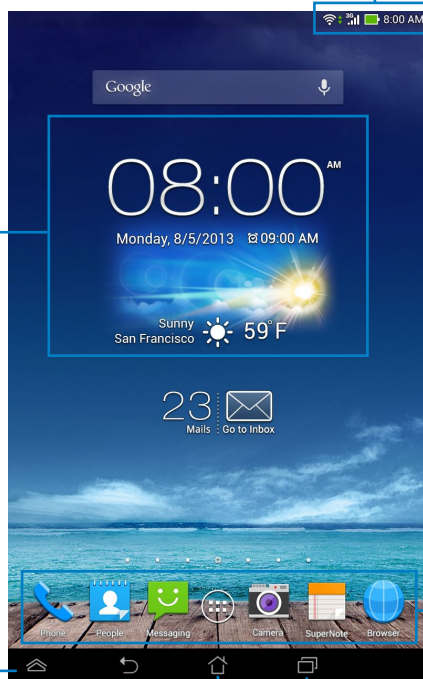 3G 8:00 AM
Google
08:00 AM
Monday, 8/5/2013 09:00 AM
Sunny
San Francisco 59°F
23
Mails Go to Inbox
Phone People Messaging Camera SuperNote Browser